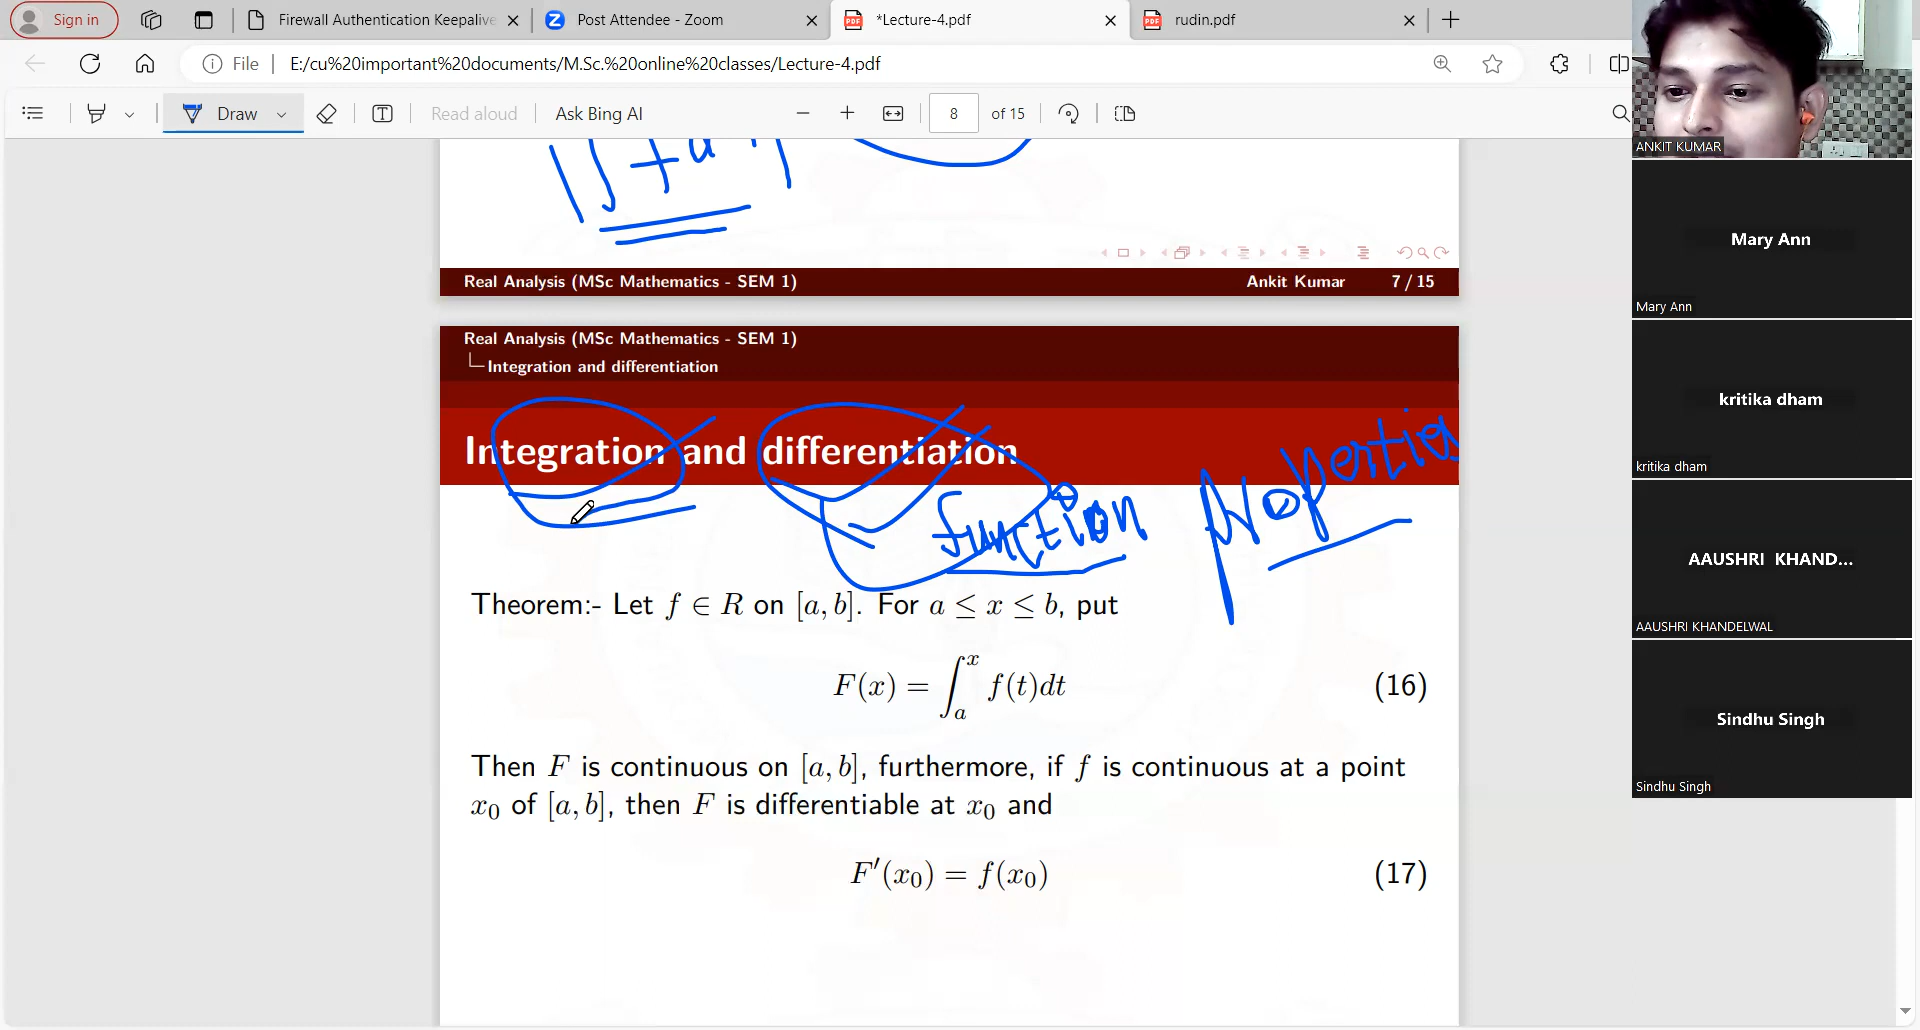 Sign in
Firewall Authentication Keepalive
Post Attendee - Zoom
*Lecture-4.pdf
rudin.pdf
File
E:/cu%20important%20documents/M.Sc.%20online%20classes/Lecture-4.pdf
Draw
Read aloud
Ask Bing AI
8
of 15
Real Analysis (MSc Mathematics - SEM 1)
Ankit Kumar
7 / 15
Real Analysis (MSc Mathematics - SEM 1)
Integration and differentiation
Integration and differentiation
Properties
function
Theorem:- Let f ∈ R on [a, b]. For a ≤ x ≤ b, put
F(x) = ∫_a^x f(t)dt (16)
Then F is continuous on [a, b], furthermore, if f is continuous at a point
x₀ of [a, b], then F is differentiable at x₀ and
F′(x₀) = f(x₀) (17)
ANKIT KUMAR
Mary Ann
Mary Ann
kritika dham
kritika dham
AAUSHRI KHAND...
AAUSHRI KHANDELWAL
Sindhu Singh
Sindhu Singh